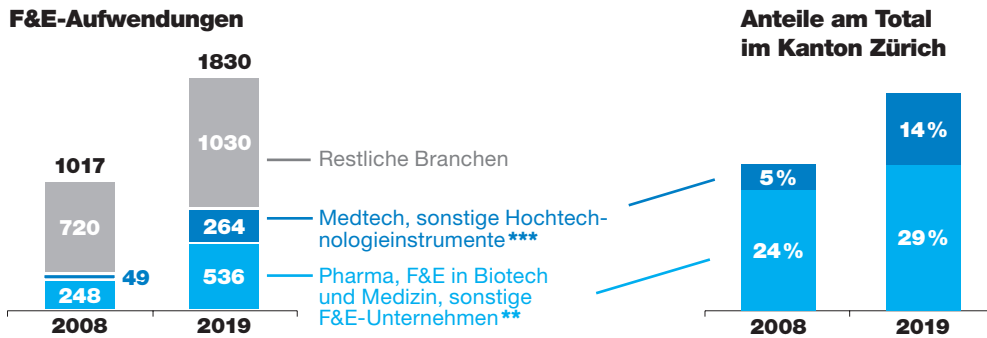 F&E-Aufwendungen
1017
720
49
248
2008
1830
1030
264
536
2019
Restliche Branchen
Medtech, sonstige Hochtech-
nologieinstrumente***
Pharma, F&E in Biotech
und Medizin, sonstige
F&E-Unternehmen**
Anteile am Total
im Kanton Zürich
5%
24%
2008
14%
29%
2019